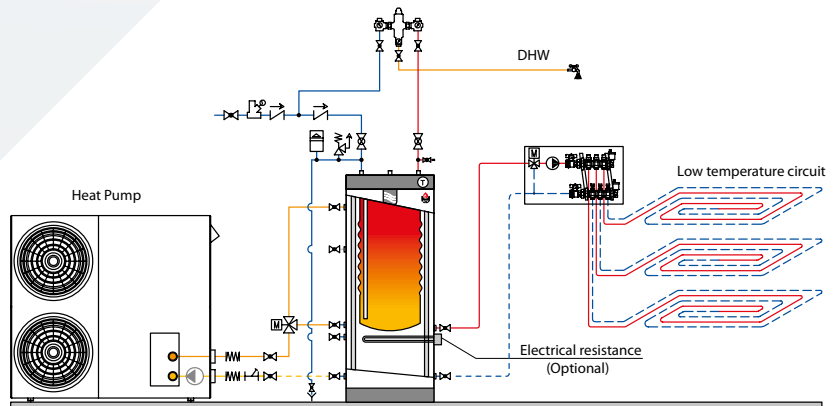 DHW
M
Low temperature circuit
Heat Pump
T
M
Electrical resistance
(Optional)